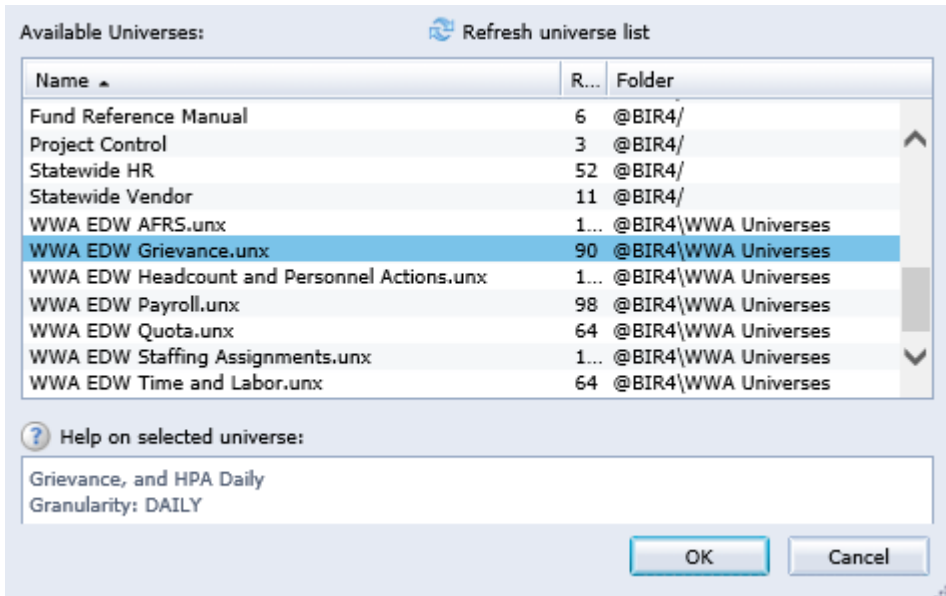 Available Universes: Refresh universe list
Name R... Folder
Fund Reference Manual 6 @BIR4/
Project Control 3 @BIR4/
Statewide HR 52 @BIR4/
Statewide Vendor 11 @BIR4/
WWA EDW AFRS.unx 1... @BIR4\WWA Universes
WWA EDW Grievance.unx 90 @BIR4\WWA Universes
WWA EDW Headcount and Personnel Actions.unx 1... @BIR4\WWA Universes
WWA EDW Payroll.unx 98 @BIR4\WWA Universes
WWA EDW Quota.unx 64 @BIR4\WWA Universes
WWA EDW Staffing Assignments.unx 1... @BIR4\WWA Universes
WWA EDW Time and Labor.unx 64 @BIR4\WWA Universes
? Help on selected universe:
Grievance, and HPA Daily
Granularity: DAILY
OK Cancel